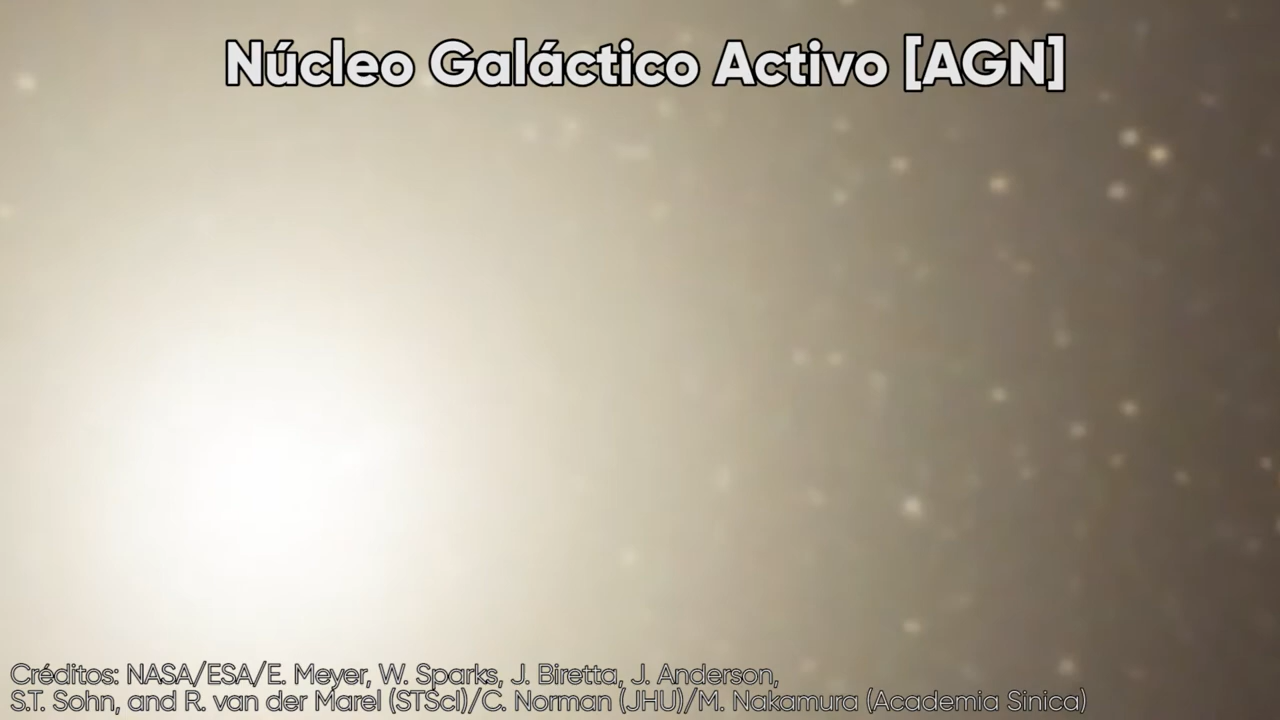 Núcleo Galáctico Activo [AGN]
Créditos: NASA/ESA/E. Meyer, W. Sparks, J. Biretta, J. Anderson,
S.T. Sohn, and R. van der Marel (STScI)/C. Norman (JHU)/M. Nakamura (Academia Sinica)